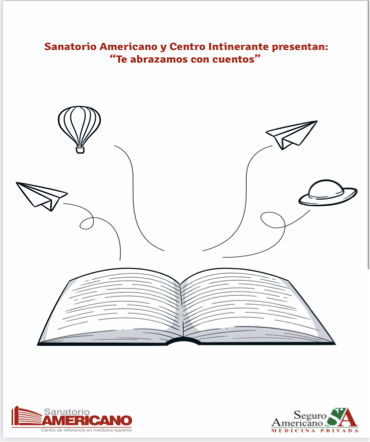 Sanatorio Americano y Centro Intinerante presentan:
“Te abrazamos con cuentos”
Sanatorio
AMERICANO
Centro de referencia en medicina superior
Seguro
Americano
SA
MEDICINA PRIVADA